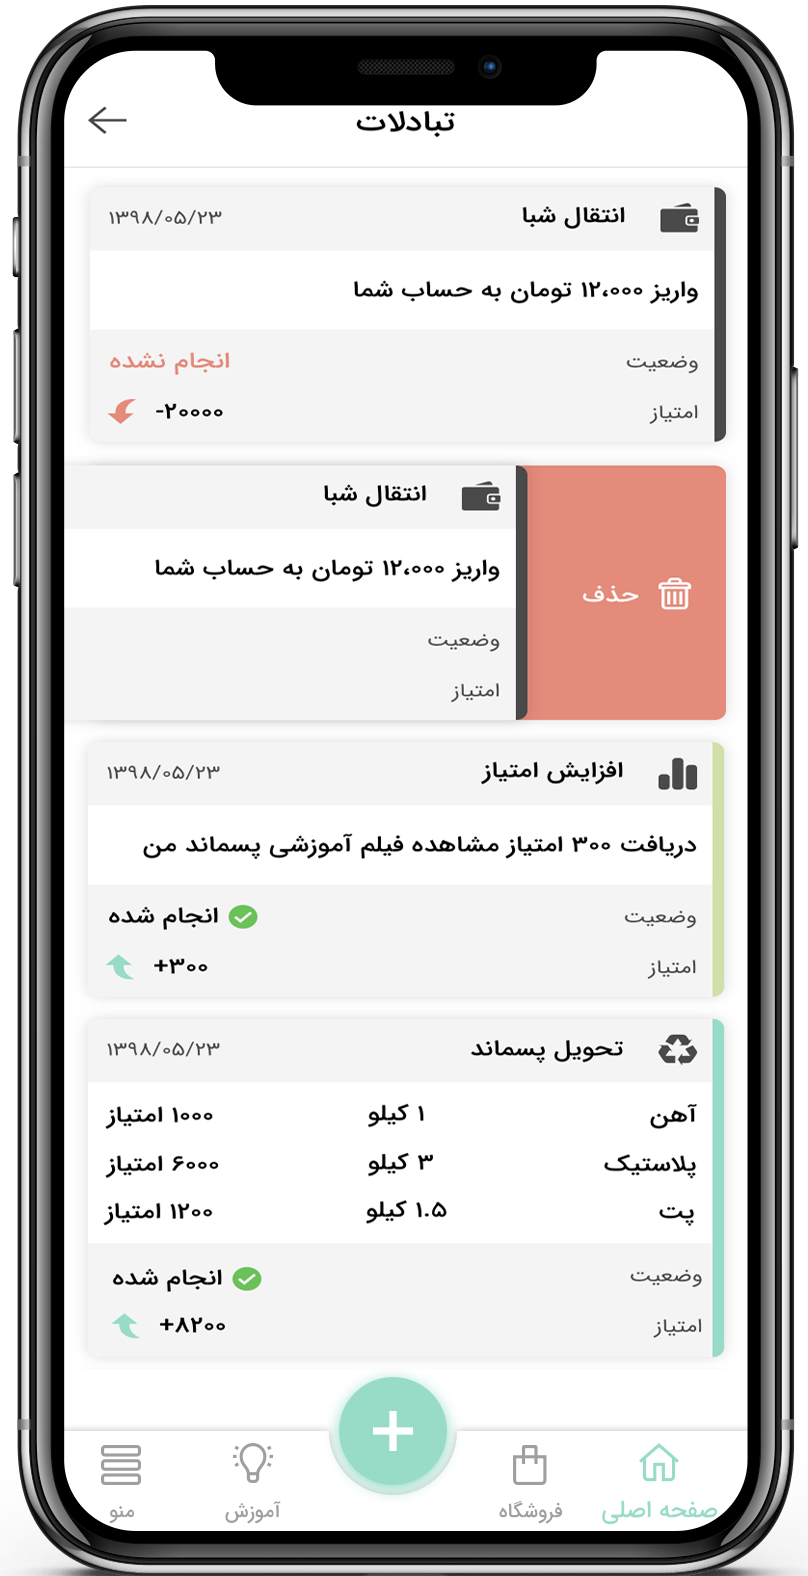 تبادلات
انتقال شبا ۱۳۹۸/۰۵/۲۳
واریز ۱۲،۰۰۰ تومان به حساب شما
وضعیت انجام نشده
امتیاز -۲۰۰۰۰
حذف
انتقال شبا
واریز ۱۲،۰۰۰ تومان به حساب شما
وضعیت
امتیاز
افزایش امتیاز ۱۳۹۸/۰۵/۲۳
دریافت ۳۰۰ امتیاز مشاهده فیلم آموزشی پسماند من
وضعیت انجام شده
امتیاز +۳۰۰
تحویل پسماند ۱۳۹۸/۰۵/۲۳
آهن ۱ کیلو ۱۰۰۰ امتیاز
پلاستیک ۳ کیلو ۶۰۰۰ امتیاز
پت ۱.۵ کیلو ۱۲۰۰ امتیاز
وضعیت انجام شده
امتیاز +۸۲۰۰
صفحه اصلی فروشگاه آموزش منو